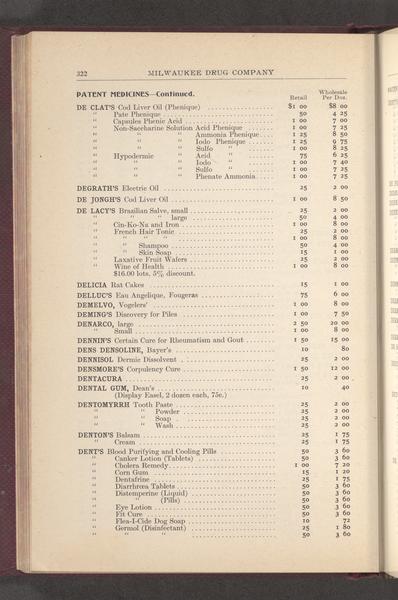 322 MILWAUKEE DRUG COMPANY
PATENT MEDICINES—Continued. Retail Wholesale Per Doz.
DE CLAT'S Cod Liver Oil (Phenique) $1 00 $8 00
" Pate Phenique 50 4 25
" Capsules Phenic Acid 1 00 7 00
" Non-Saccharine Solution Acid Phenique 1 00 7 25
" " " Ammonia Phenique 1 25 8 50
" " " Iodo Phenique 1 25 9 75
" " " Sulfo " 1 00 8 25
" Hypodermic " Acid " 75 6 25
" " " Iodo " 1 00 7 40
" " " Sulfo " 1 00 7 25
" " " Phenate Ammonia 1 00 7 25
DEGRATH'S Electric Oil 25 2 00
DE JONGH'S Cod Liver Oil 1 00 8 50
DE LACY'S Brazilian Salve, small 25 2 00
" " " large 50 4 00
" Cin-Ko-Na and Iron 1 00 8 00
" French Hair Tonic 25 2 00
" " " " 1 00 8 00
" " Shampoo 50 4 00
" " Skin Soap 15 1 00
" Laxative Fruit Wafers 25 2 00
" Wine of Health 1 00 8 00
$16.00 lots, 5% discount.
DELICIA Rat Cakes 15 1 00
DELLUC'S Eau Angelique, Fougeras 75 6 00
DEMELVO, Vogelers' 1 00 8 00
DEMING'S Discovery for Piles 1 00 7 50
DENARCO, large 2 50 20 00
" Small 1 00 8 00
DENNIN'S Certain Cure for Rheumatism and Gout 1 50 15 00
DENS DENSOLINE, Bayer's 10 80
DENNISOL Dermic Dissolvent 25 2 00
DENSMORE'S Corpulency Cure 1 50 12 00
DENTACURA 25 2 00
DENTAL GUM, Dean's 10 40
(Display Easel, 2 dozen each, 75c.)
DENTOMYRRH Tooth Paste 25 2 00
" " Powder 25 2 00
" " Soap 25 2 00
" " Wash 25 2 00
DENTON'S Balsam 25 1 75
" Cream 25 1 75
DENT'S Blood Purifying and Cooling Pills 50 3 60
" Canker Lotion (Tablets) 50 3 60
" Cholera Remedy 1 00 7 20
" Corn Gum 15 1 20
" Dentafrine 25 1 75
" Diarrhœa Tablets 50 3 60
" Distemperine (Liquid) 50 3 60
" " (Pills) 50 3 60
" Eye Lotion 50 3 60
" Fit Cure 50 3 60
" Flea-I-Cide Dog Soap 10 72
" Germol (Disinfectant) 25 1 80
" " " 50 3 60